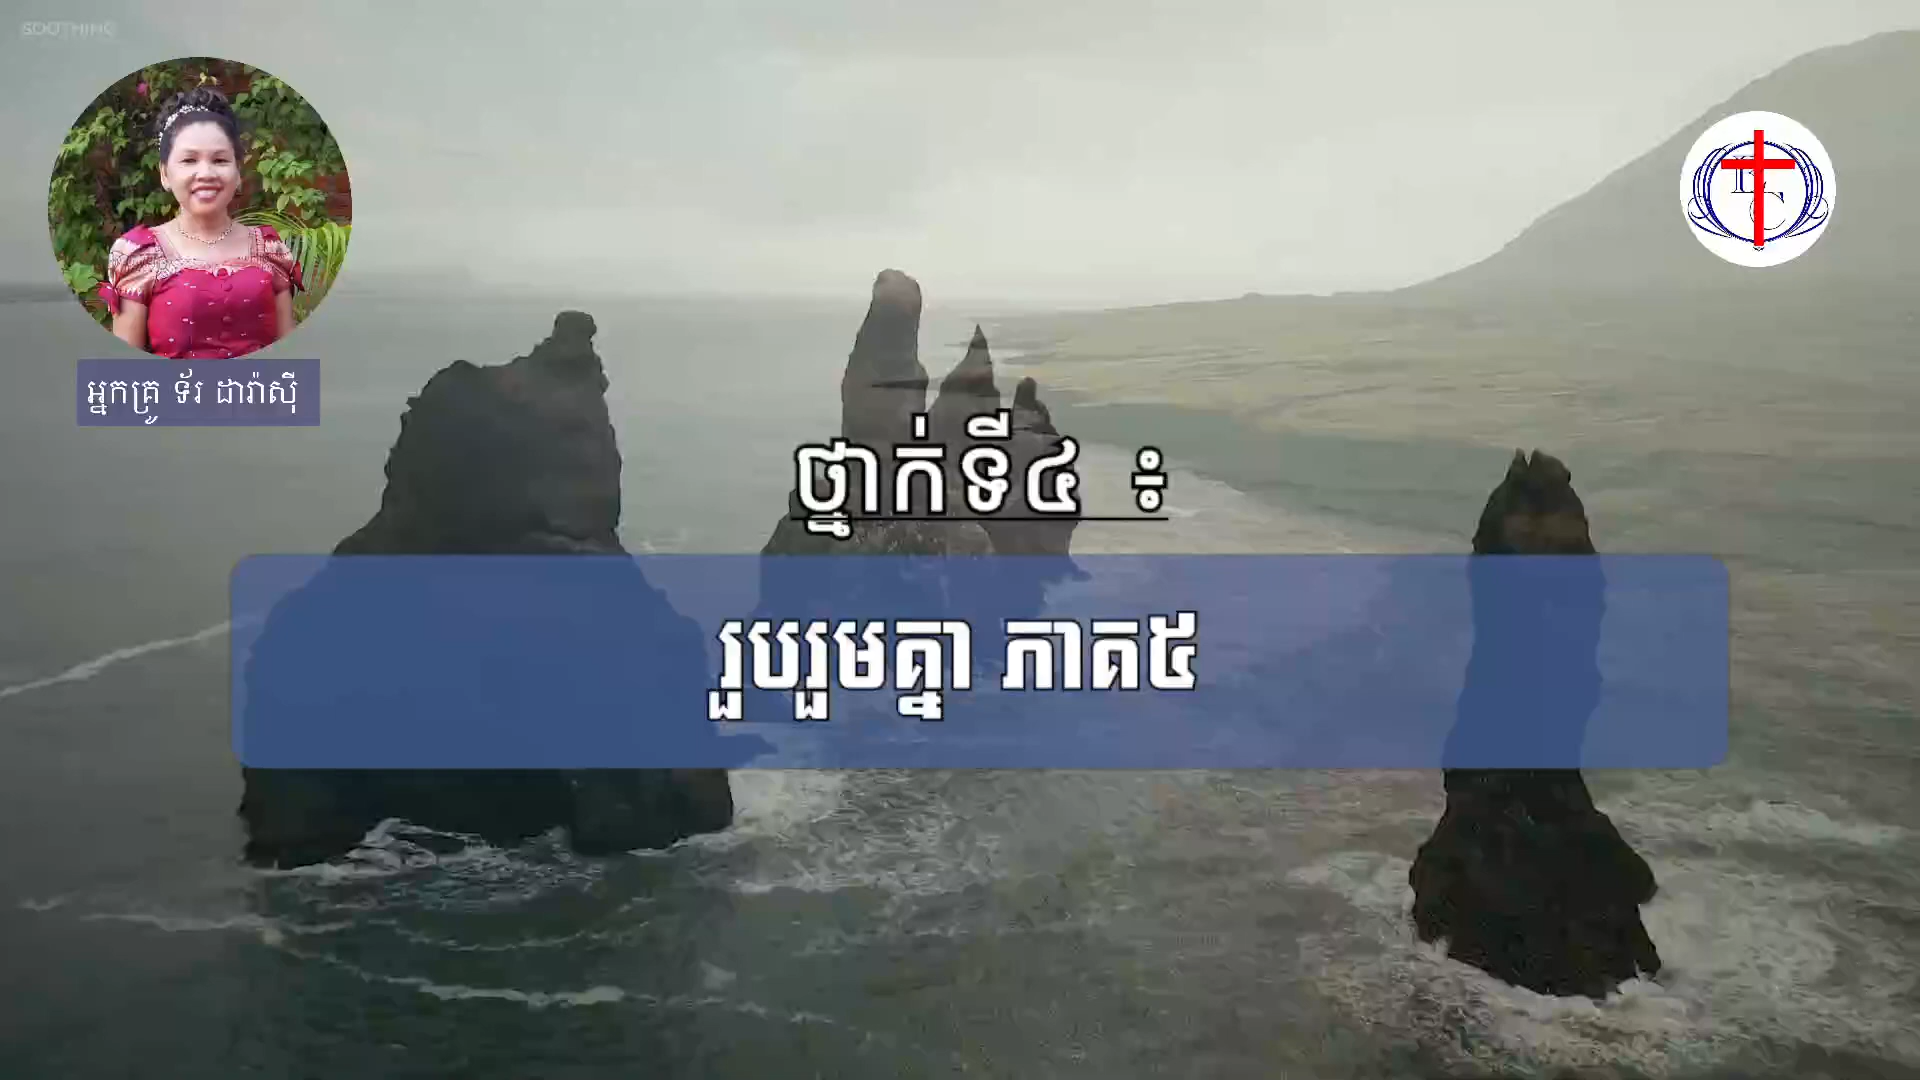 SOOTHING
អ្នកគ្រូ ទ័រ ដារ៉ាស៊ី
ថ្នាក់ទី៤ ៖
រួបរួមគ្នា ភាគ៥